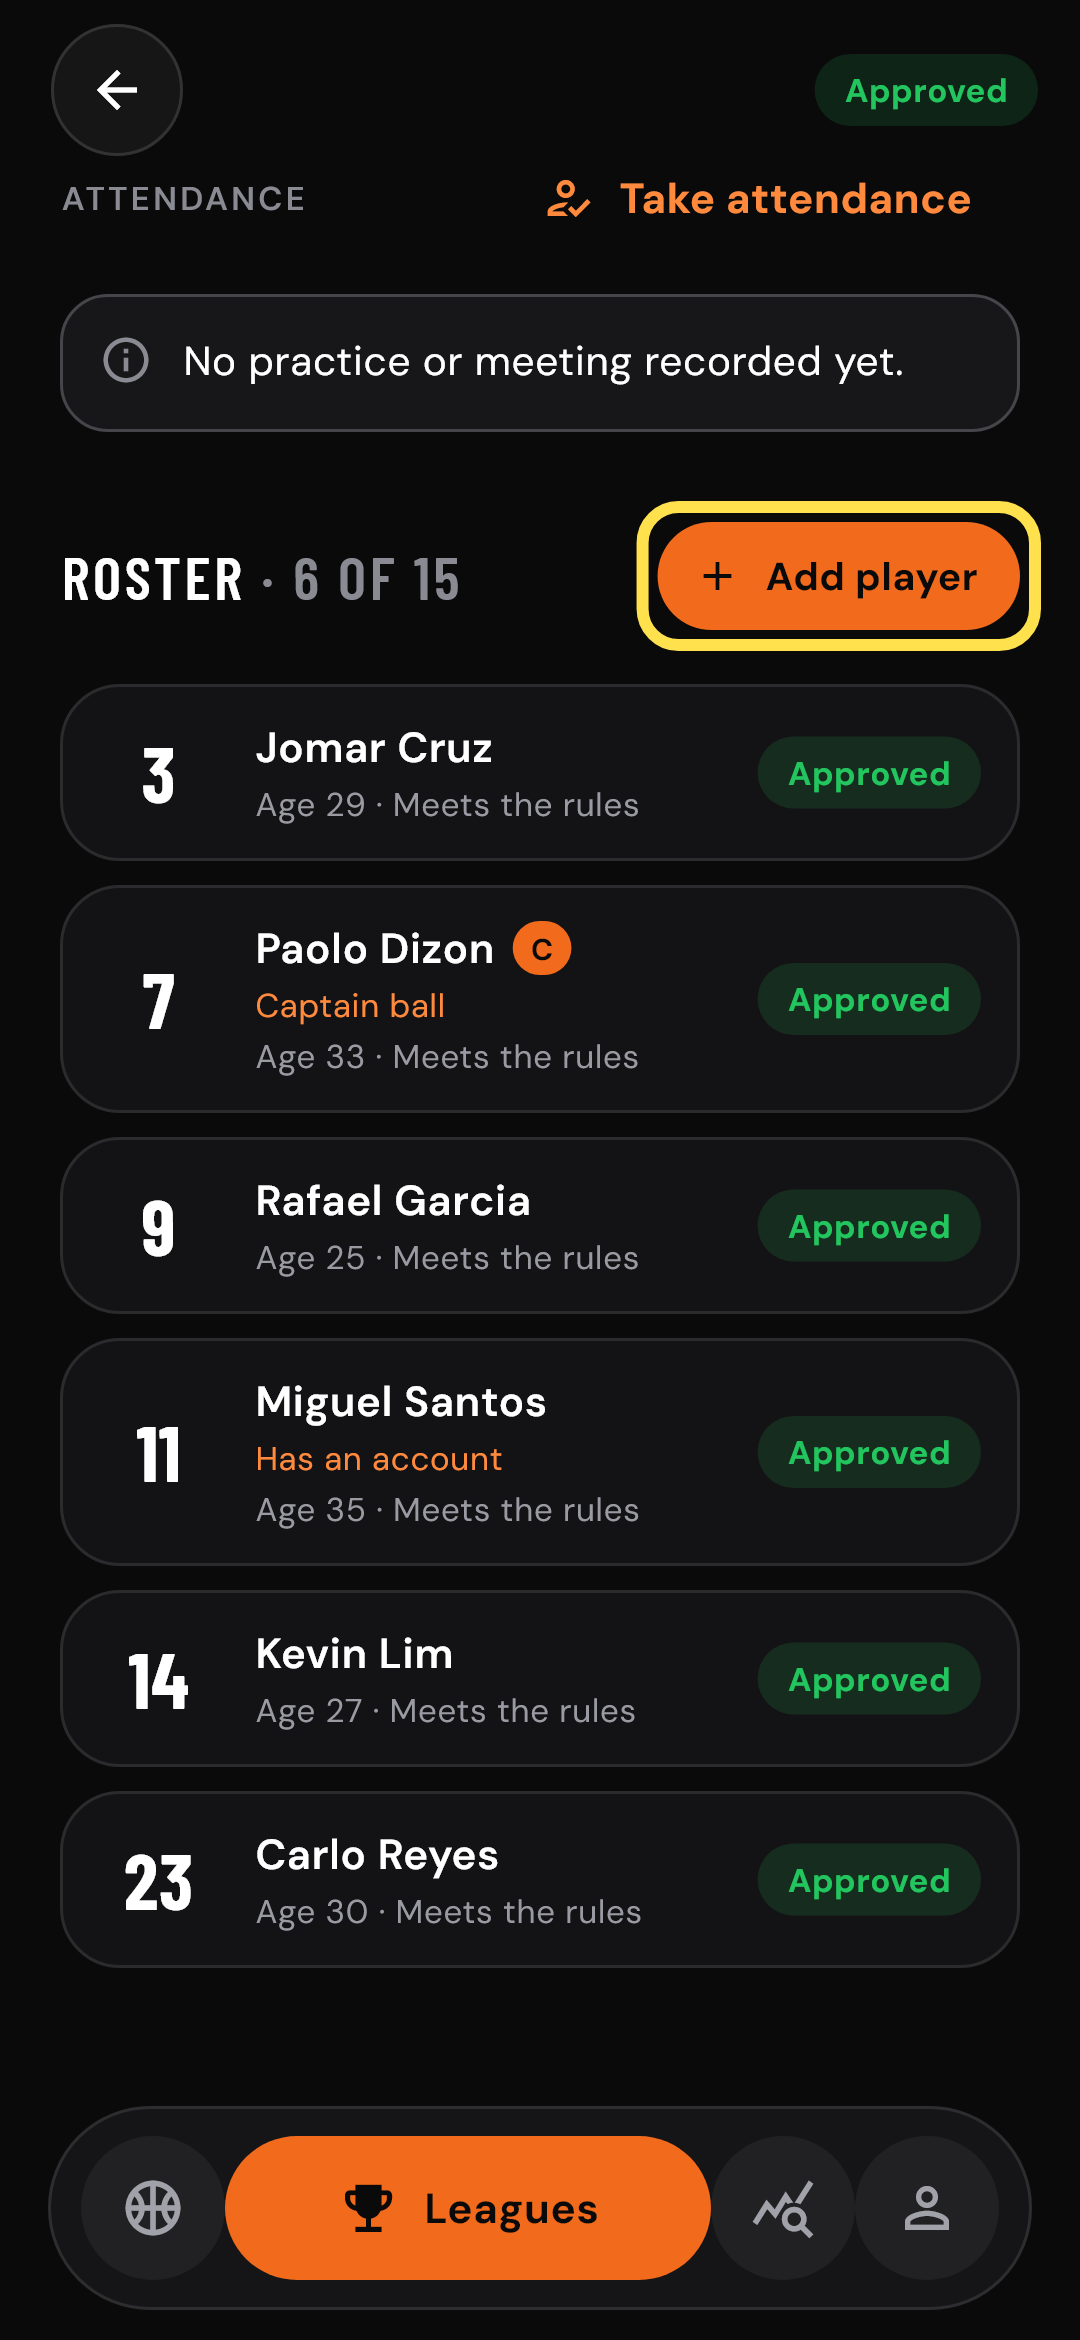 Approved
ATTENDANCE
Take attendance
No practice or meeting recorded yet.
ROSTER · 6 OF 15
+ Add player
3
Jomar Cruz
Age 29 · Meets the rules
Approved
7
Paolo Dizon C
Captain ball
Age 33 · Meets the rules
Approved
9
Rafael Garcia
Age 25 · Meets the rules
Approved
11
Miguel Santos
Has an account
Age 35 · Meets the rules
Approved
14
Kevin Lim
Age 27 · Meets the rules
Approved
23
Carlo Reyes
Age 30 · Meets the rules
Approved
Leagues